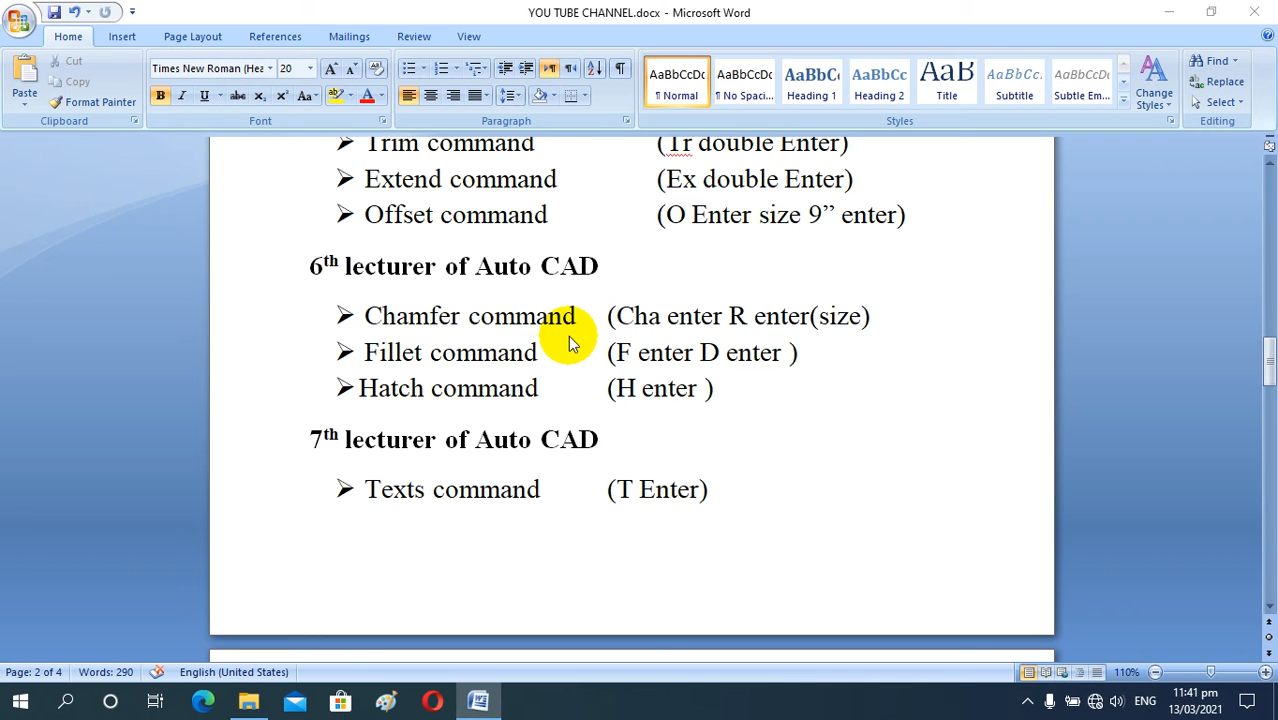 YOU TUBE CHANNEL.docx - Microsoft Word
Home Insert Page Layout References Mailings Review View
Paste
Cut
Copy
Format Painter
Clipboard
Times New Roman (Hea 20
Font
Paragraph
AaBbCcDc AaBbCcDc AaBbC AaBbCc AaB AaBbCc. AaBbCcDc
¶ Normal ¶ No Spaci... Heading 1 Heading 2 Title Subtitle Subtle Em...
Change Styles
Styles
Find
Replace
Select
Editing
➢ Trim command (Tr double Enter)
➢ Extend command (Ex double Enter)
➢ Offset command (O Enter size 9” enter)
6th lecturer of Auto CAD
➢ Chamfer command (Cha enter R enter(size)
➢ Fillet command (F enter D enter )
➢ Hatch command (H enter )
7th lecturer of Auto CAD
➢ Texts command (T Enter)
Page: 2 of 4 Words: 290 English (United States) 110%
ENG
11:41 pm
13/03/2021